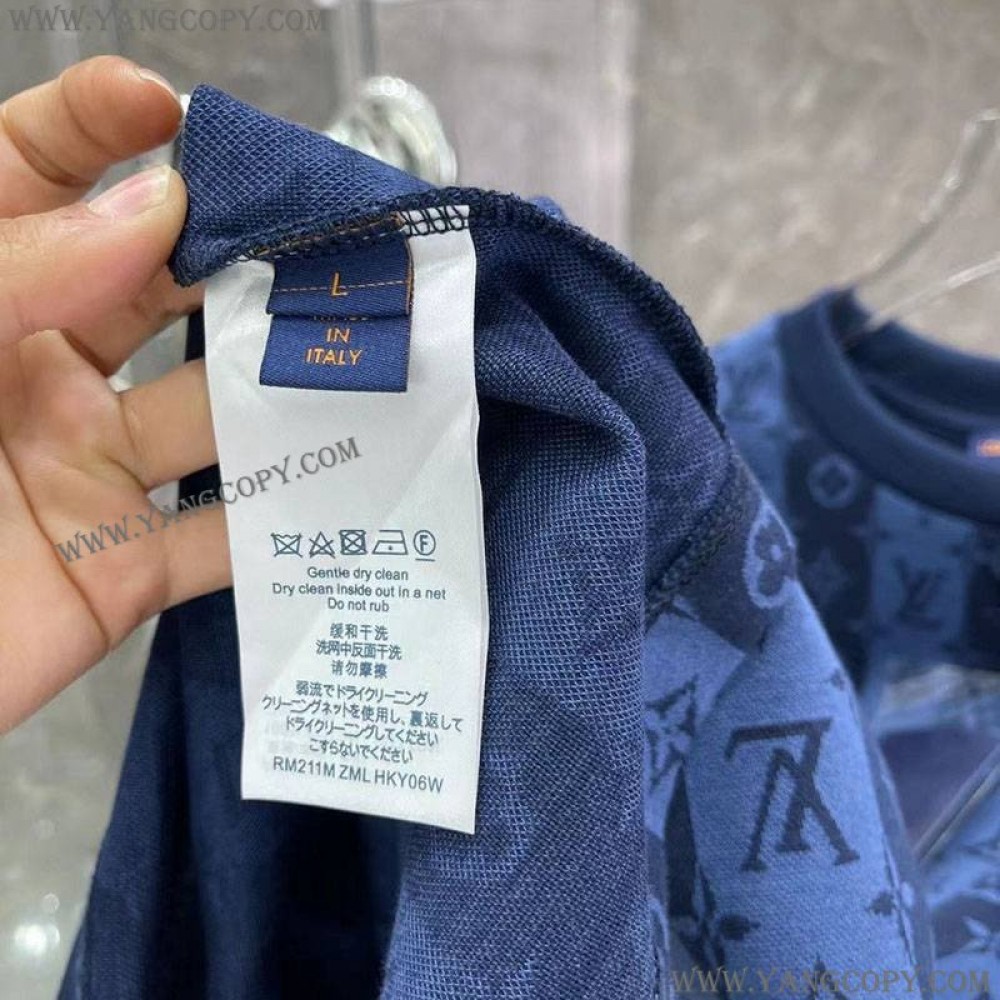 WWW.YANGCOPY.COM
L
IN
ITALY
WWW.YANGCOPY.COM
F
Gentle dry clean
Dry clean inside out in a net
Do not rub
缓和干洗
洗网中反面干洗
请勿摩擦
弱流でドライクリーニング
クリーニングネットを使用し、裏返して
ドライクリーニングしてください
こすらないでください
RM211M ZML HKY06W
LV
LV
WWW.YANGCOPY.COM